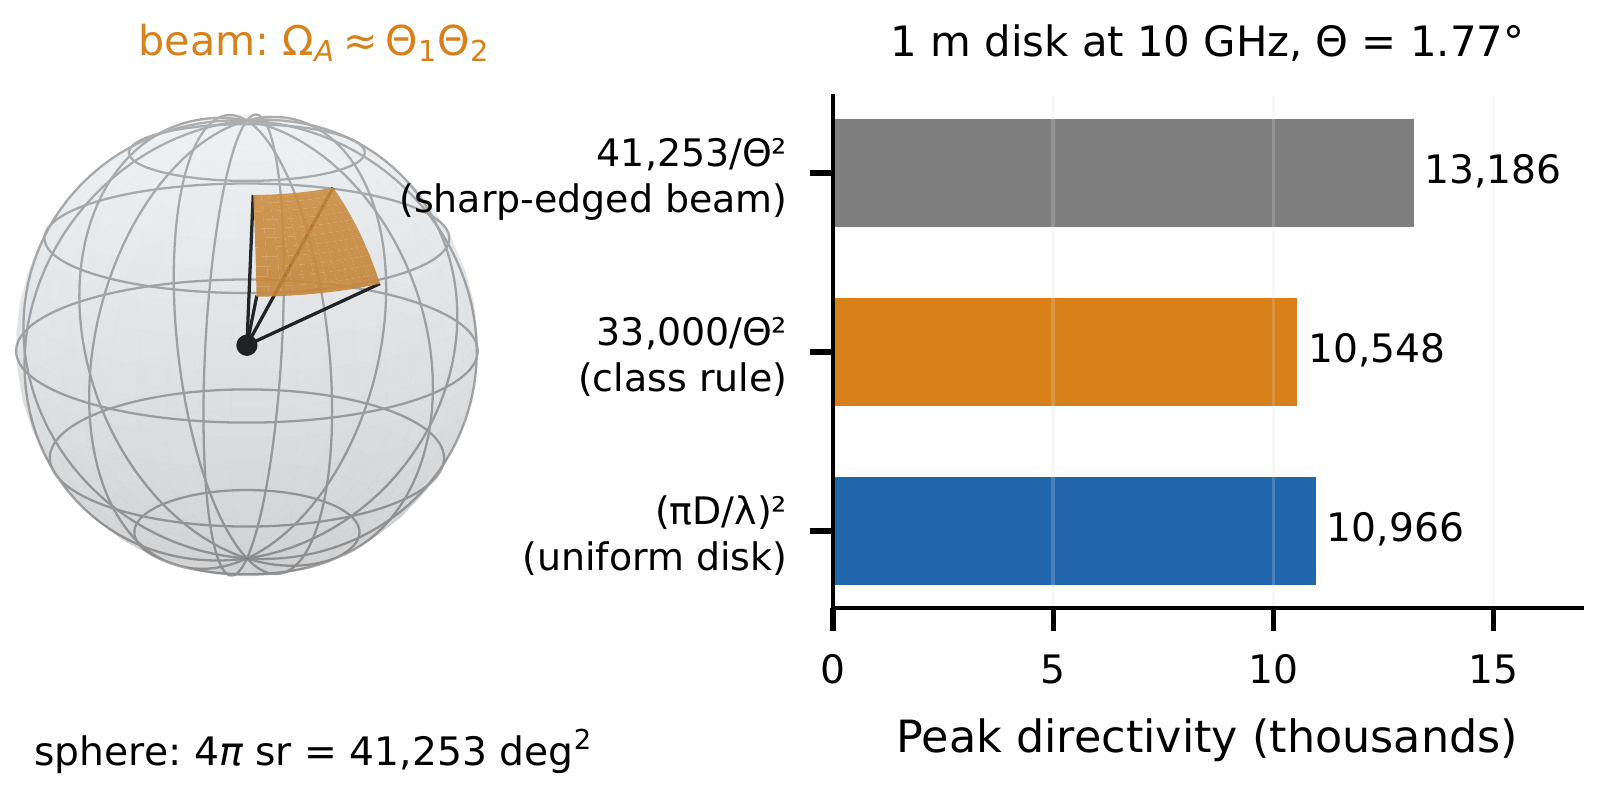 beam: Ω_A ≈ Θ₁Θ₂
sphere: 4π sr = 41,253 deg²
1 m disk at 10 GHz, Θ = 1.77°
41,253/Θ²
(sharp-edged beam)
13,186
33,000/Θ²
(class rule)
10,548
(πD/λ)²
(uniform disk)
10,966
0 5 10 15
Peak directivity (thousands)